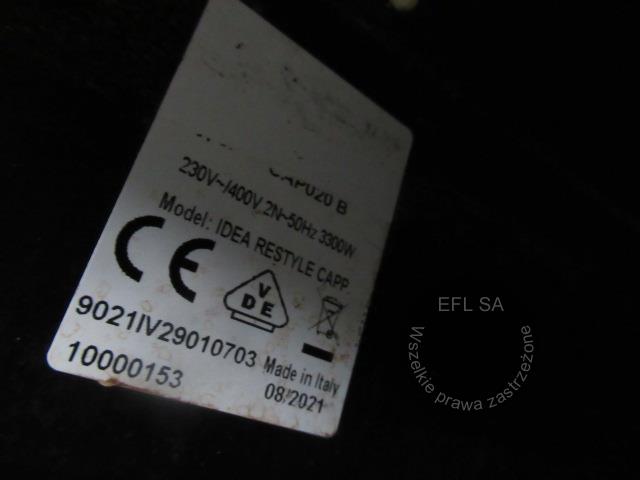 230V~/400V 2N~50Hz 3300W
Model: IDEA RESTYLE CAPP
CE
VDE
9021IV29010703
Made in Italy
10000153
08/2021
EFL SA
Wszelkie prawa zastrzeżone